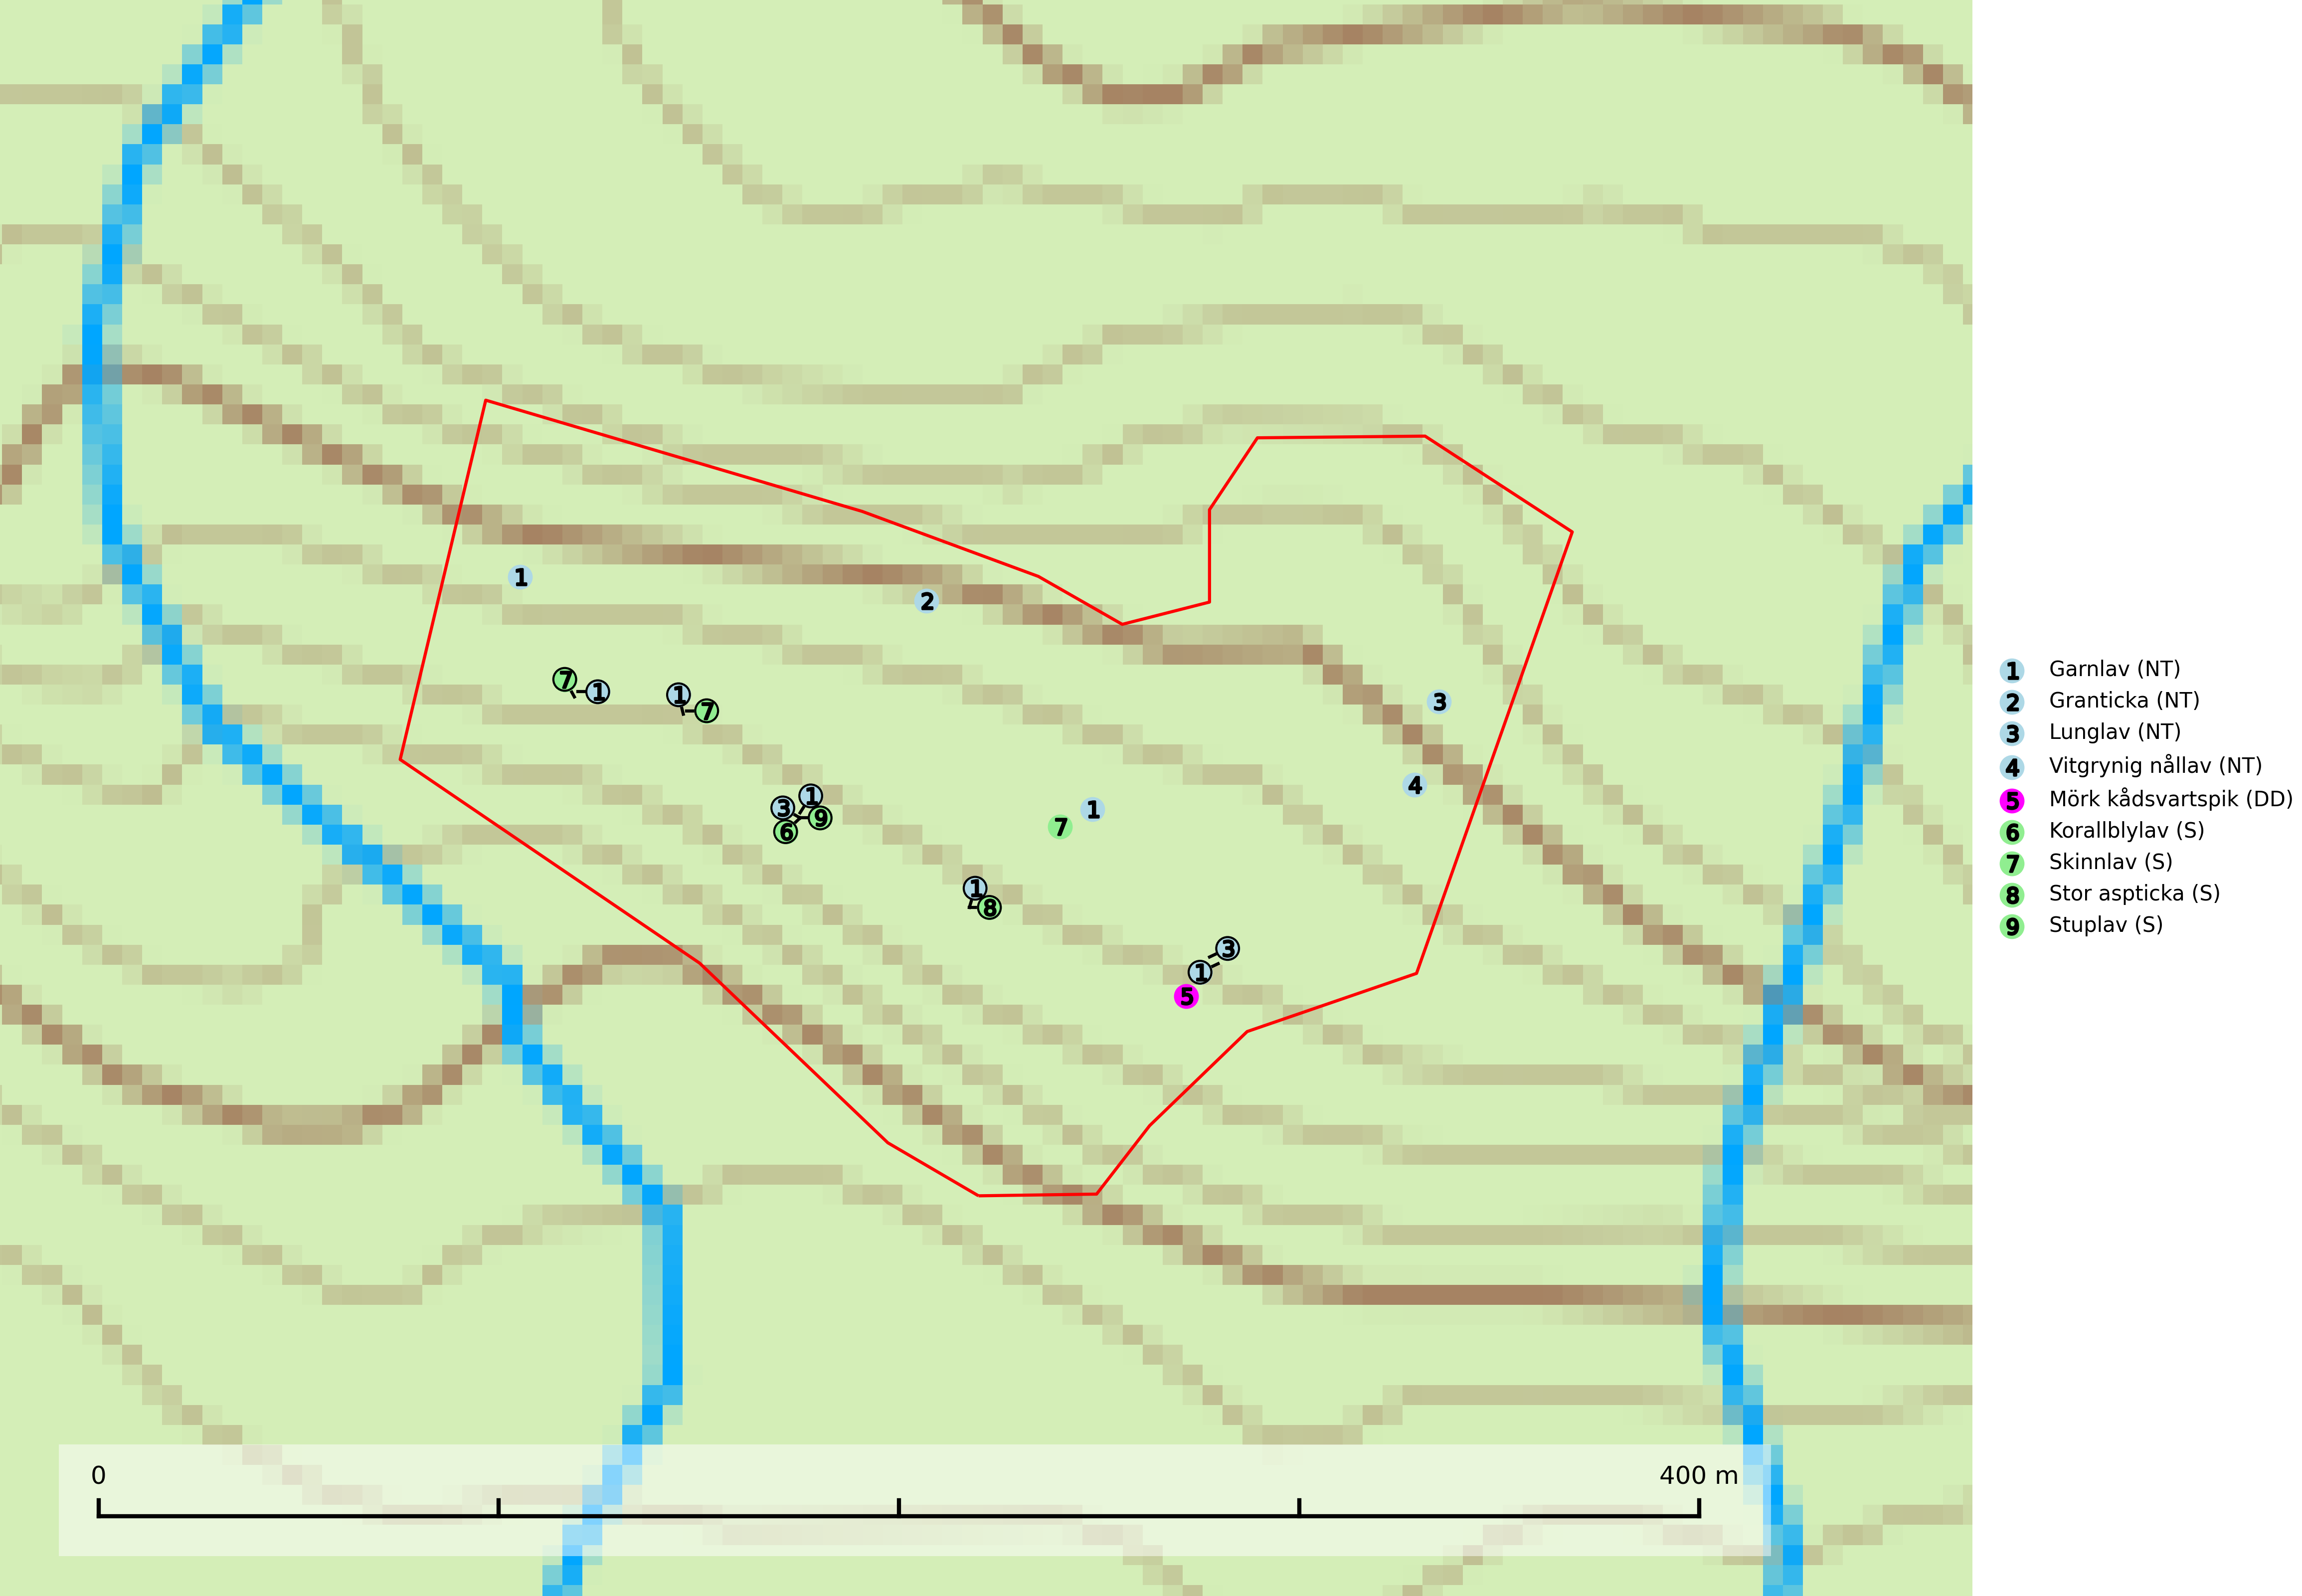 1
2
7 1
1 7
3
4
3 1
6 9
1
7
1
8
3
1
5
1 Garnlav (NT)
2 Granticka (NT)
3 Lunglav (NT)
4 Vitgrynig nållav (NT)
5 Mörk kådsvartspik (DD)
6 Korallblylav (S)
7 Skinnlav (S)
8 Stor aspticka (S)
9 Stuplav (S)
0 400 m